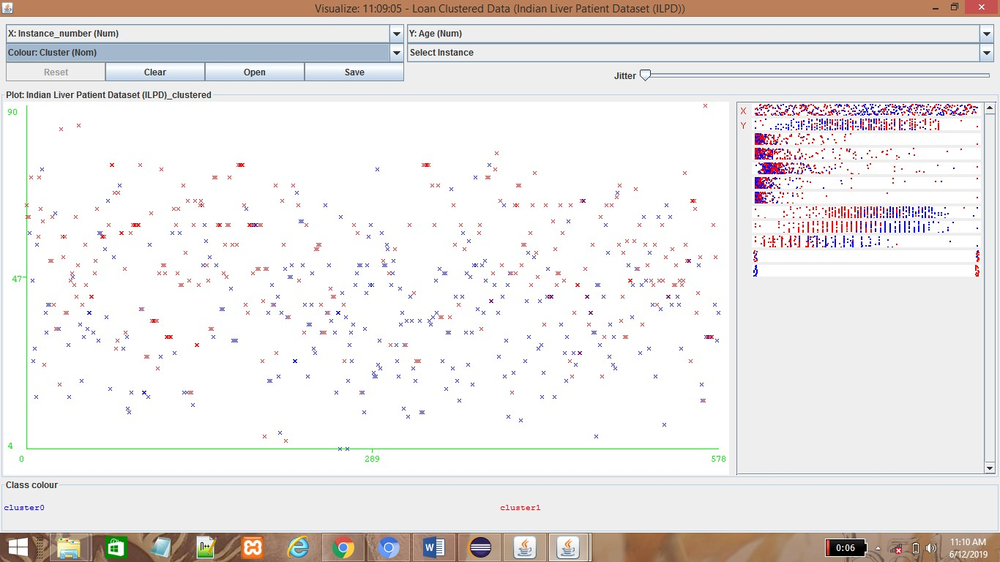 Visualize: 11:09:05 - Loan Clustered Data (Indian Liver Patient Dataset (ILPD))
X: Instance_number (Num)
Y: Age (Num)
Colour: Cluster (Nom)
Select Instance
Reset
Clear
Open
Save
Jitter
Plot: Indian Liver Patient Dataset (ILPD)_clustered
90
47
4
0
289
578
X
Y
Class colour
cluster0
cluster1
0:06
11:10 AM
6/12/2019